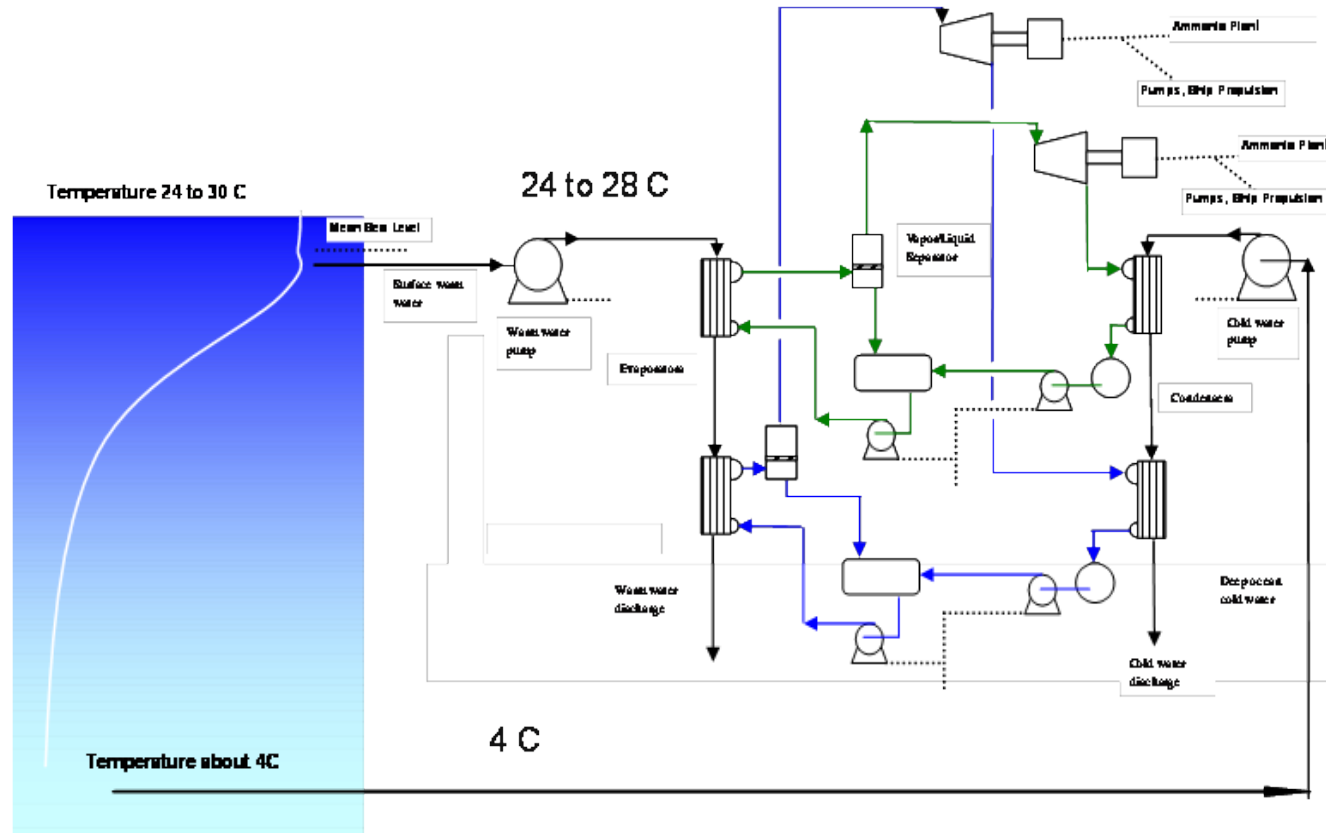 Ammonia Plant
Pumps, Ship Propulsion
Ammonia Plant
Pumps, Ship Propulsion
Temperature 24 to 30 C
24 to 28 C
Mean Sea Level
Surface warm
water
Warm water
pump
Evaporators
Vapor/Liquid
Separator
Cold water
pump
Condensers
Warm water
discharge
Deep ocean
cold water
Cold water
discharge
4 C
Temperature about 4C